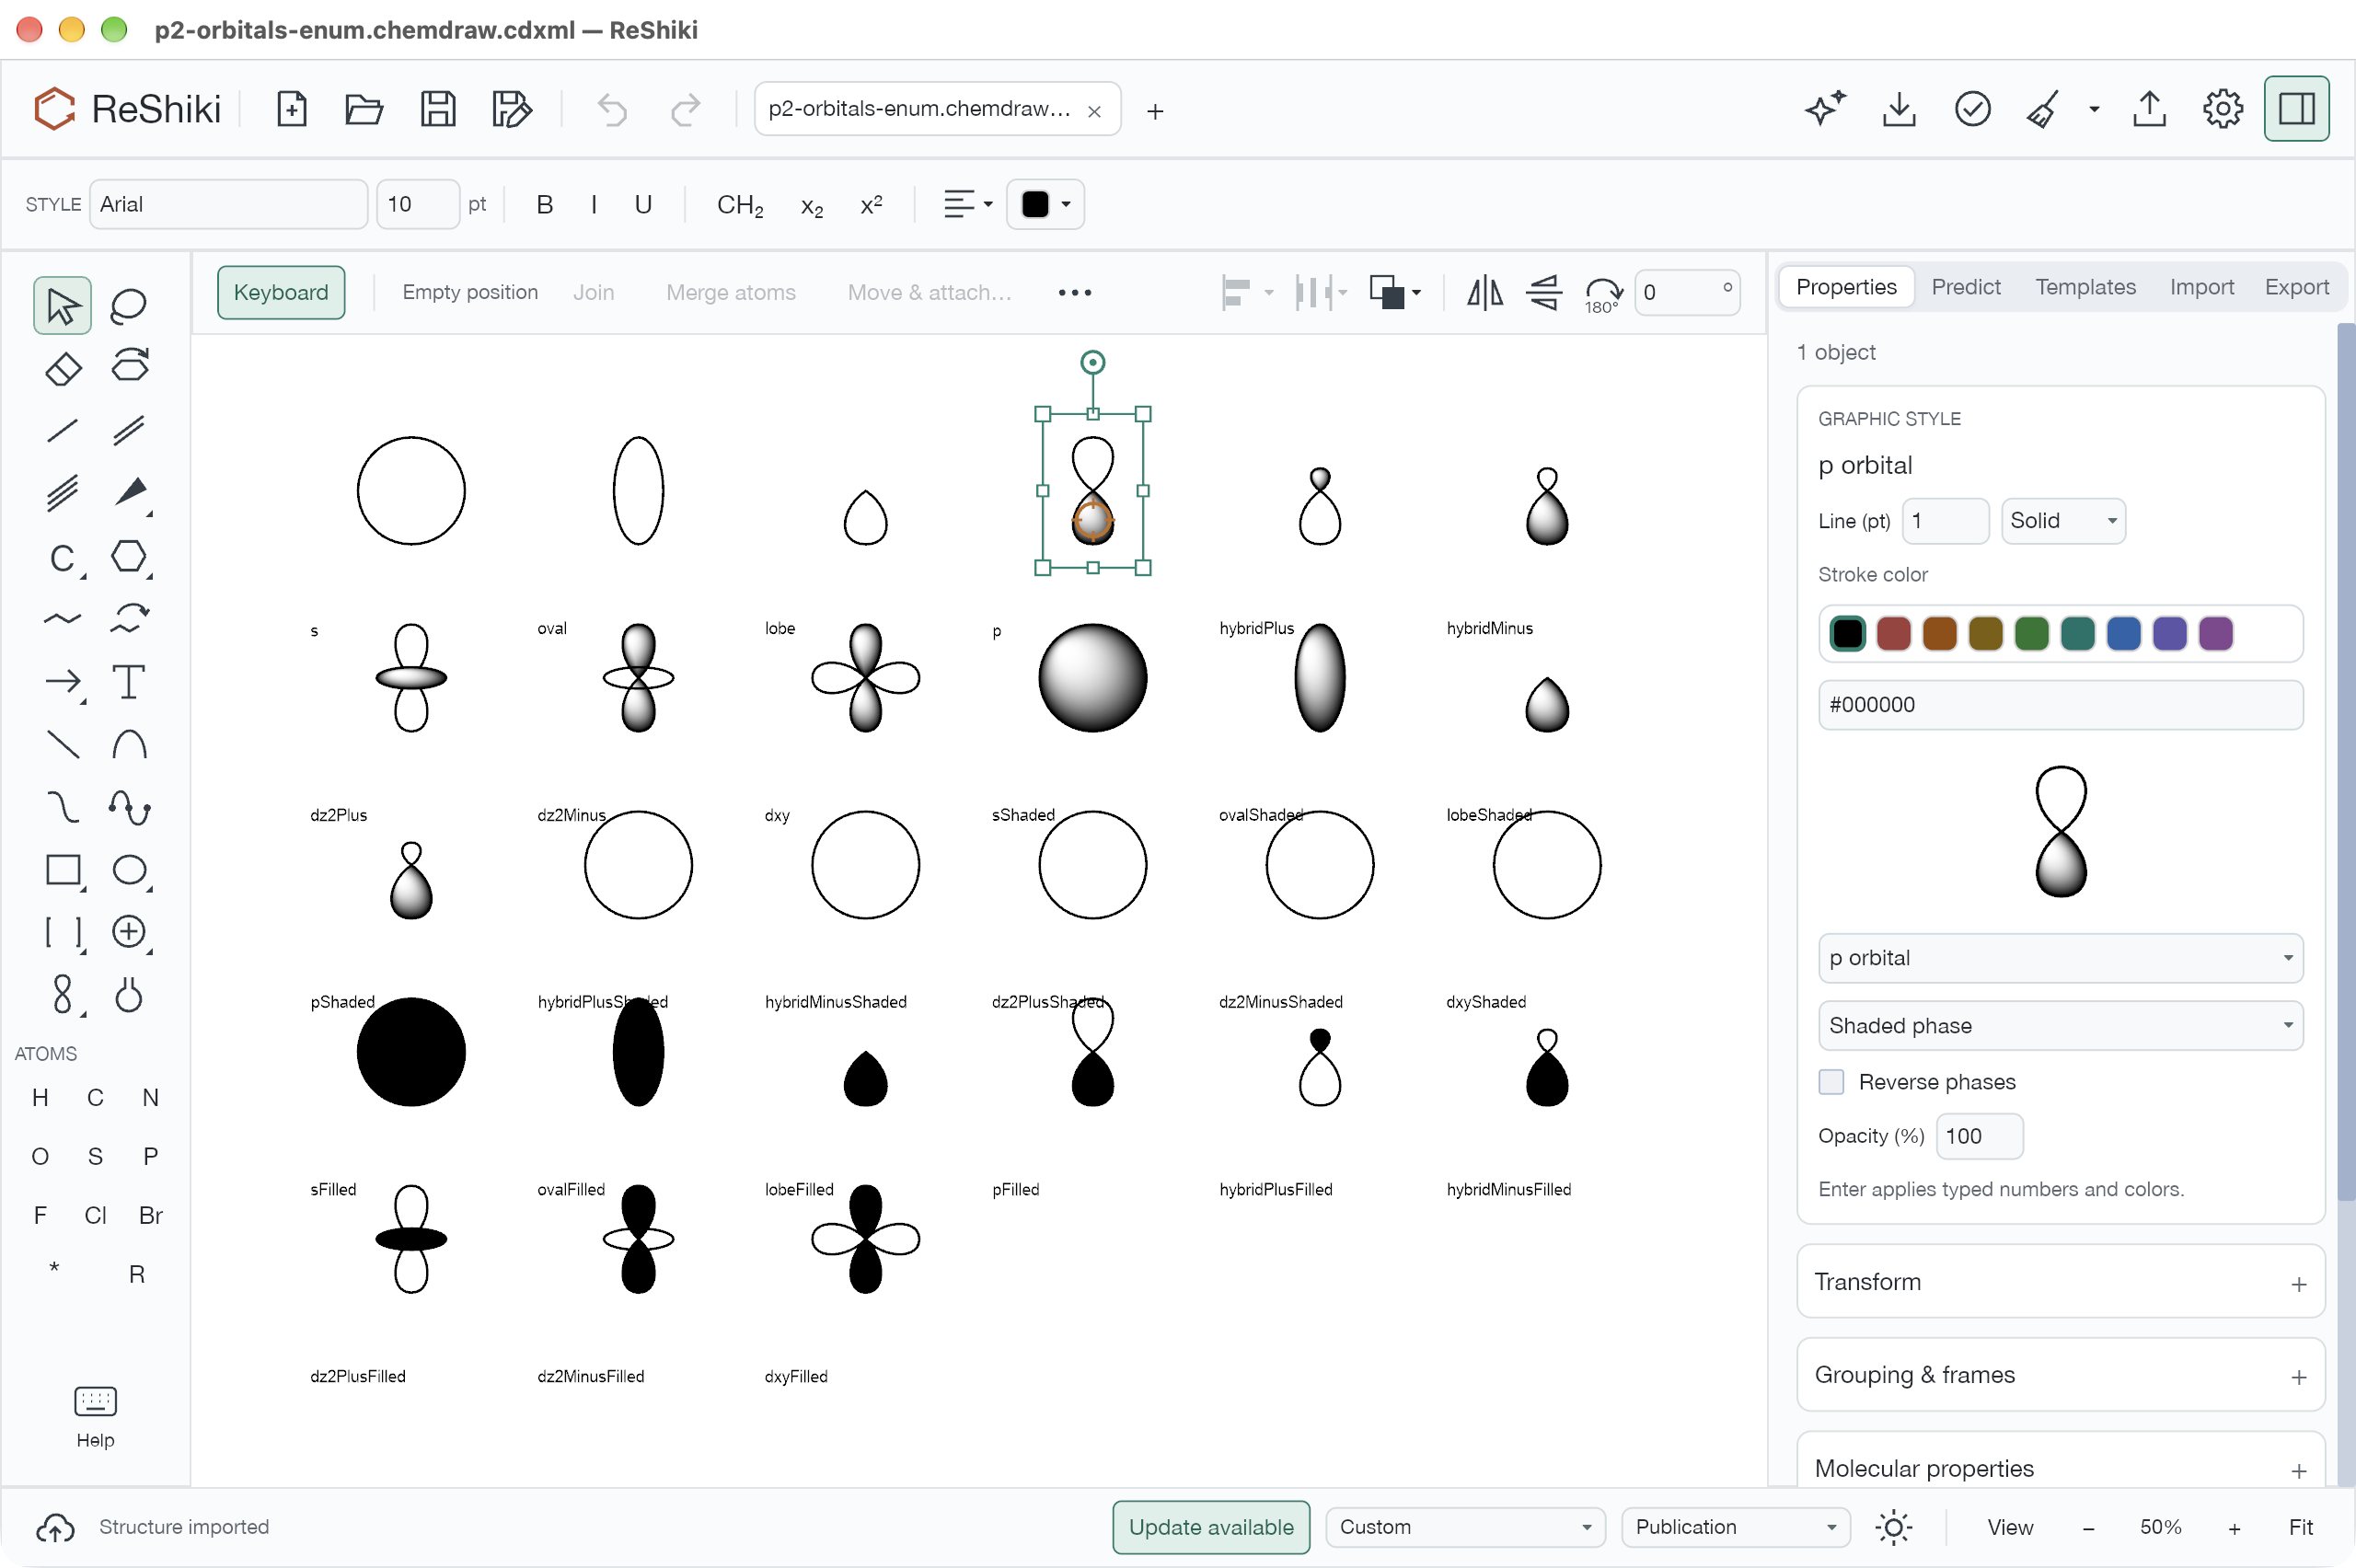 p2-orbitals-enum.chemdraw.cdxml — ReShiki
ReShiki
p2-orbitals-enum.chemdraw...
STYLE Arial 10 pt B I U CH₂ x₂ x²
Keyboard Empty position Join Merge atoms Move & attach... 180° 0 °
Properties Predict Templates Import Export
1 object
GRAPHIC STYLE
p orbital
Line (pt) 1 Solid
Stroke color
#000000
p orbital
Shaded phase
Reverse phases
Opacity (%) 100
Enter applies typed numbers and colors.
Transform
Grouping & frames
Molecular properties
C
T
ATOMS
H C N
O S P
F Cl Br
* R
Help
s oval lobe p hybridPlus hybridMinus
dz2Plus dz2Minus dxy sShaded ovalShaded lobeShaded
pShaded hybridPlusShaded hybridMinusShaded dz2PlusShaded dz2MinusShaded dxyShaded
sFilled ovalFilled lobeFilled pFilled hybridPlusFilled hybridMinusFilled
dz2PlusFilled dz2MinusFilled dxyFilled
Structure imported Update available Custom Publication View − 50% + Fit